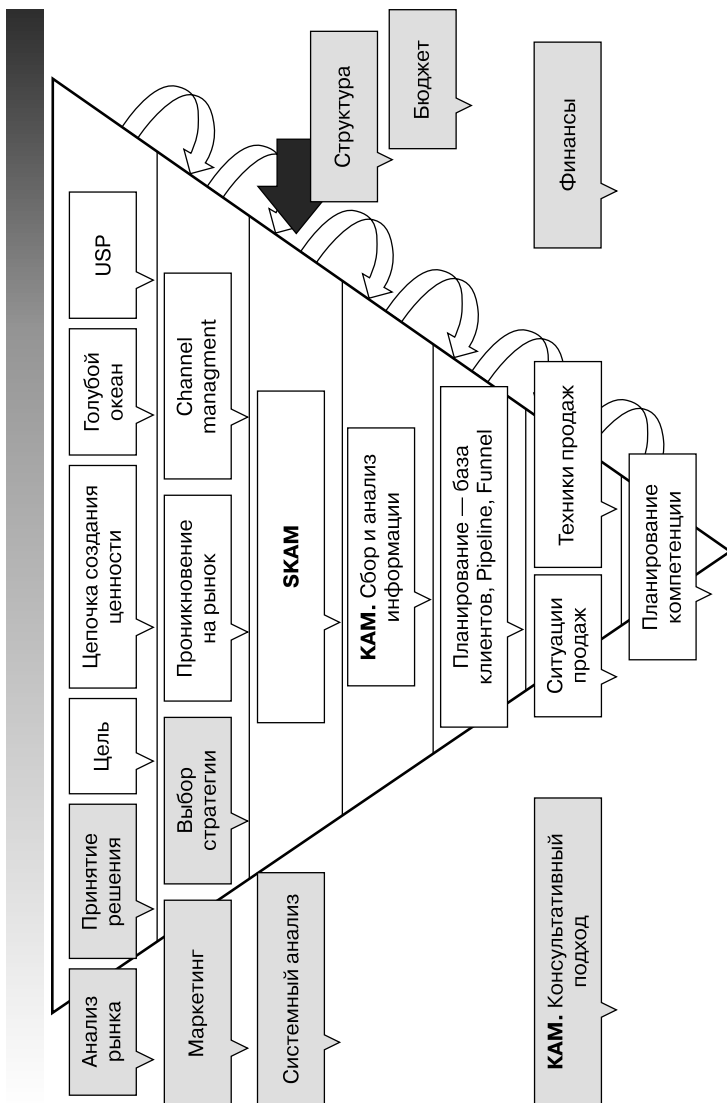 Анализ
рынка
Принятие
решения
Цель
Цепочка создания
ценности
Голубой
океан
USP
Маркетинг
Выбор
стратегии
Проникновение
на рынок
Channel
managment
Системный анализ
SKAM
Структура
КАМ. Сбор и анализ
информации
Бюджет
Планирование — база
клиентов, Pipeline, Funnel
КАМ. Консультативный
подход
Ситуации
продаж
Техники продаж
Финансы
Планирование
компетенции